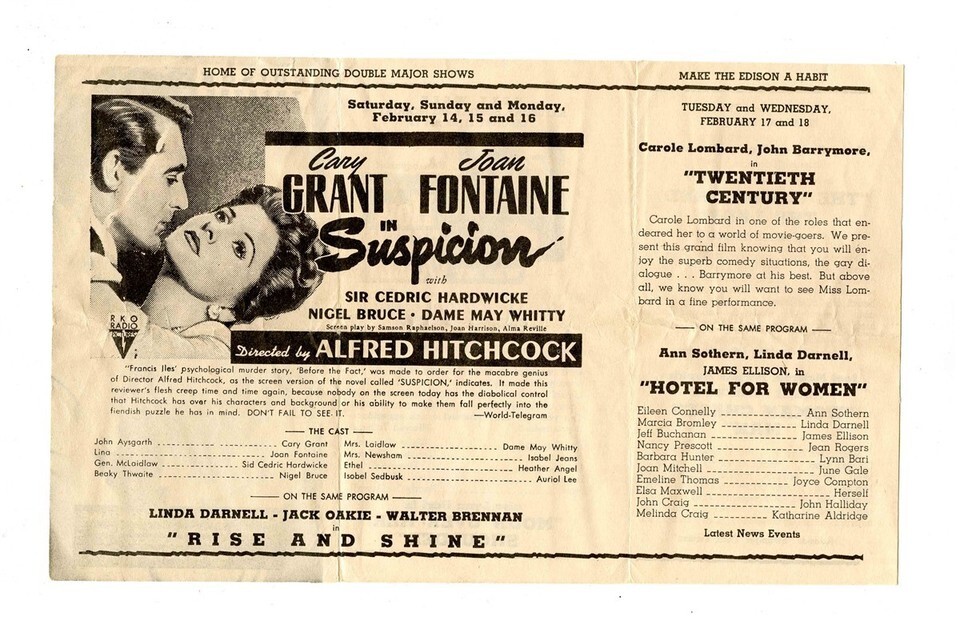 HOME OF OUTSTANDING DOUBLE MAJOR SHOWS
Saturday, Sunday and Monday,
February 14, 15 and 16
Cary Joan
GRANT FONTAINE
IN
Suspicion
with
SIR CEDRIC HARDWICKE
NIGEL BRUCE · DAME MAY WHITTY
Screen play by Samson Raphaelson, Joan Harrison, Alma Reville
Directed by ALFRED HITCHCOCK
RKO
RADIO
"Francis Iles' psychological murder story, 'Before the Fact,' was made to order for the macabre genius
of Director Alfred Hitchcock, as the screen version of the novel called 'SUSPICION,' indicates. It made this
reviewer's flesh creep time and time again, because nobody on the screen today has the diabolical control
that Hitchcock has over his characters and background or his ability to make them fall perfectly into the
fiendish puzzle he has in mind. DON'T FAIL TO SEE IT. —World-Telegram
THE CAST
John Aysgarth Cary Grant
Lina Joan Fontaine
Gen. McLaidlaw Sid Cedric Hardwicke
Beaky Thwaite Nigel Bruce
Mrs. Laidlaw Dame May Whitty
Mrs. Newsham Isabel Jeans
Ethel Heather Angel
Isobel Sedbusk Auriol Lee
ON THE SAME PROGRAM
LINDA DARNELL - JACK OAKIE - WALTER BRENNAN
in
"RISE AND SHINE"
MAKE THE EDISON A HABIT
TUESDAY and WEDNESDAY,
FEBRUARY 17 and 18
Carole Lombard, John Barrymore,
in
"TWENTIETH
CENTURY"
Carole Lombard in one of the roles that en-
deared her to a world of movie-goers. We pre-
sent this grand film knowing that you will en-
joy the superb comedy situations, the gay di-
alogue . . . Barrymore at his best. But above
all, we know you will want to see Miss Lom-
bard in a fine performance.
ON THE SAME PROGRAM
Ann Sothern, Linda Darnell,
JAMES ELLISON, in
"HOTEL FOR WOMEN"
Eileen Connelly Ann Sothern
Marcia Bromley Linda Darnell
Jeff Buchanan James Ellison
Nancy Prescott Jean Rogers
Barbara Hunter Lynn Bari
Joan Mitchell June Gale
Emeline Thomas Joyce Compton
Elsa Maxwell Herself
John Craig John Halliday
Melinda Craig Katharine Aldridge
Latest News Events